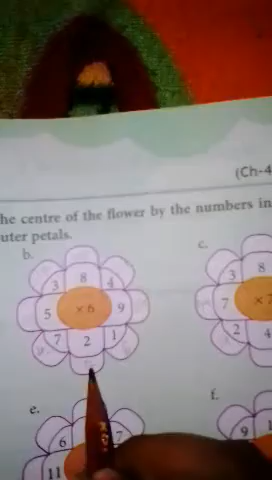 (Ch-4
he centre of the flower by the numbers in
uter petals.
b.
c.
8
3 4
5 ×6 9
7 2 1
8
3
7 ×
2 4
e.
f.
6 7
11
9 1